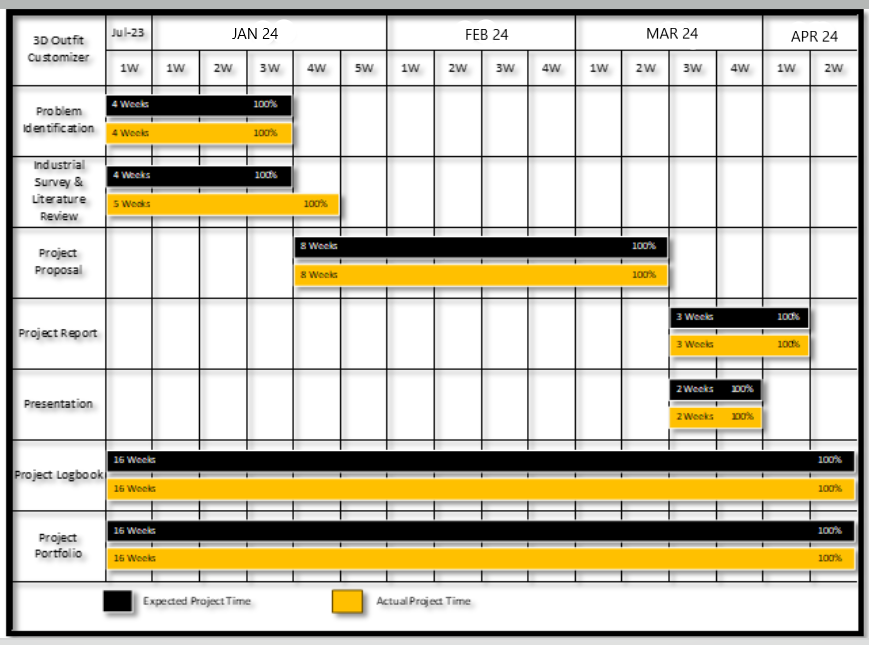 3D Outfit
Customizer
Jul-23
JAN 24
FEB 24
MAR 24
APR 24
1W 1W 2W 3W 4W 5W 1W 2W 3W 4W 1W 2W 3W 4W 1W 2W
Problem
Identification
4 Weeks 100%
4 Weeks 100%
Industrial
Survey &
Literature
Review
4 Weeks 100%
5 Weeks 100%
Project
Proposal
8 Weeks 100%
8 Weeks 100%
Project Report
3 Weeks 100%
3 Weeks 100%
Presentation
2 Weeks 100%
2 Weeks 100%
Project Logbook
16 Weeks 100%
16 Weeks 100%
Project
Portfolio
16 Weeks 100%
16 Weeks 100%
Expected Project Time
Actual Project Time